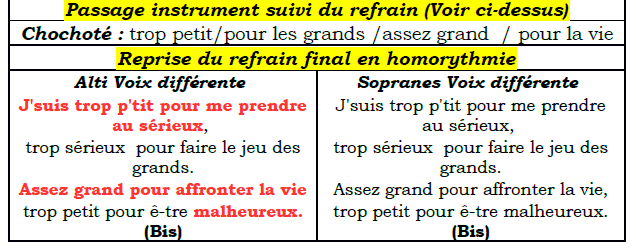 Passage instrument suivi du refrain (Voir ci-dessus)
Chochoté : trop petit/pour les grands /assez grand / pour la vie
Reprise du refrain final en homorythmie
Alti Voix différente
J'suis trop p'tit pour me prendre
au sérieux,
trop sérieux pour faire le jeu des
grands.
Assez grand pour affronter la vie
trop petit pour ê-tre malheureux.
(Bis)
Sopranes Voix différente
J'suis trop p'tit pour me prendre
au sérieux,
trop sérieux pour faire le jeu des
grands.
Assez grand pour affronter la vie,
trop petit pour ê-tre malheureux.
(Bis)